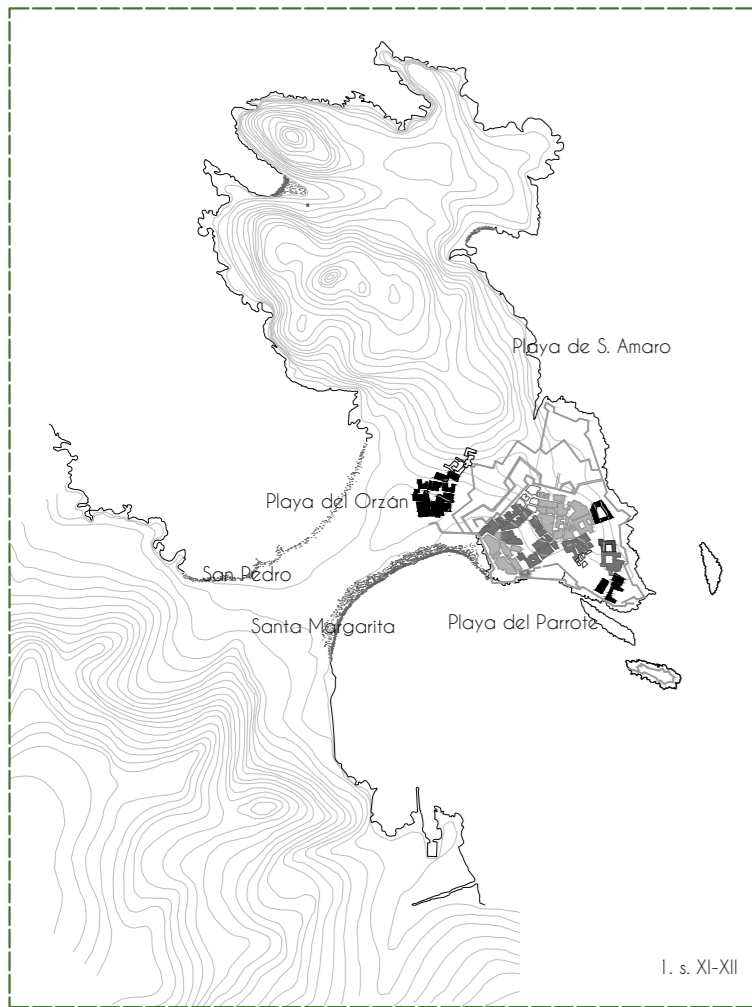 Playa de S. Amaro
Playa del Orzán
San Pedro
Santa Margarita
Playa del Parrote
1. s. XI-XII